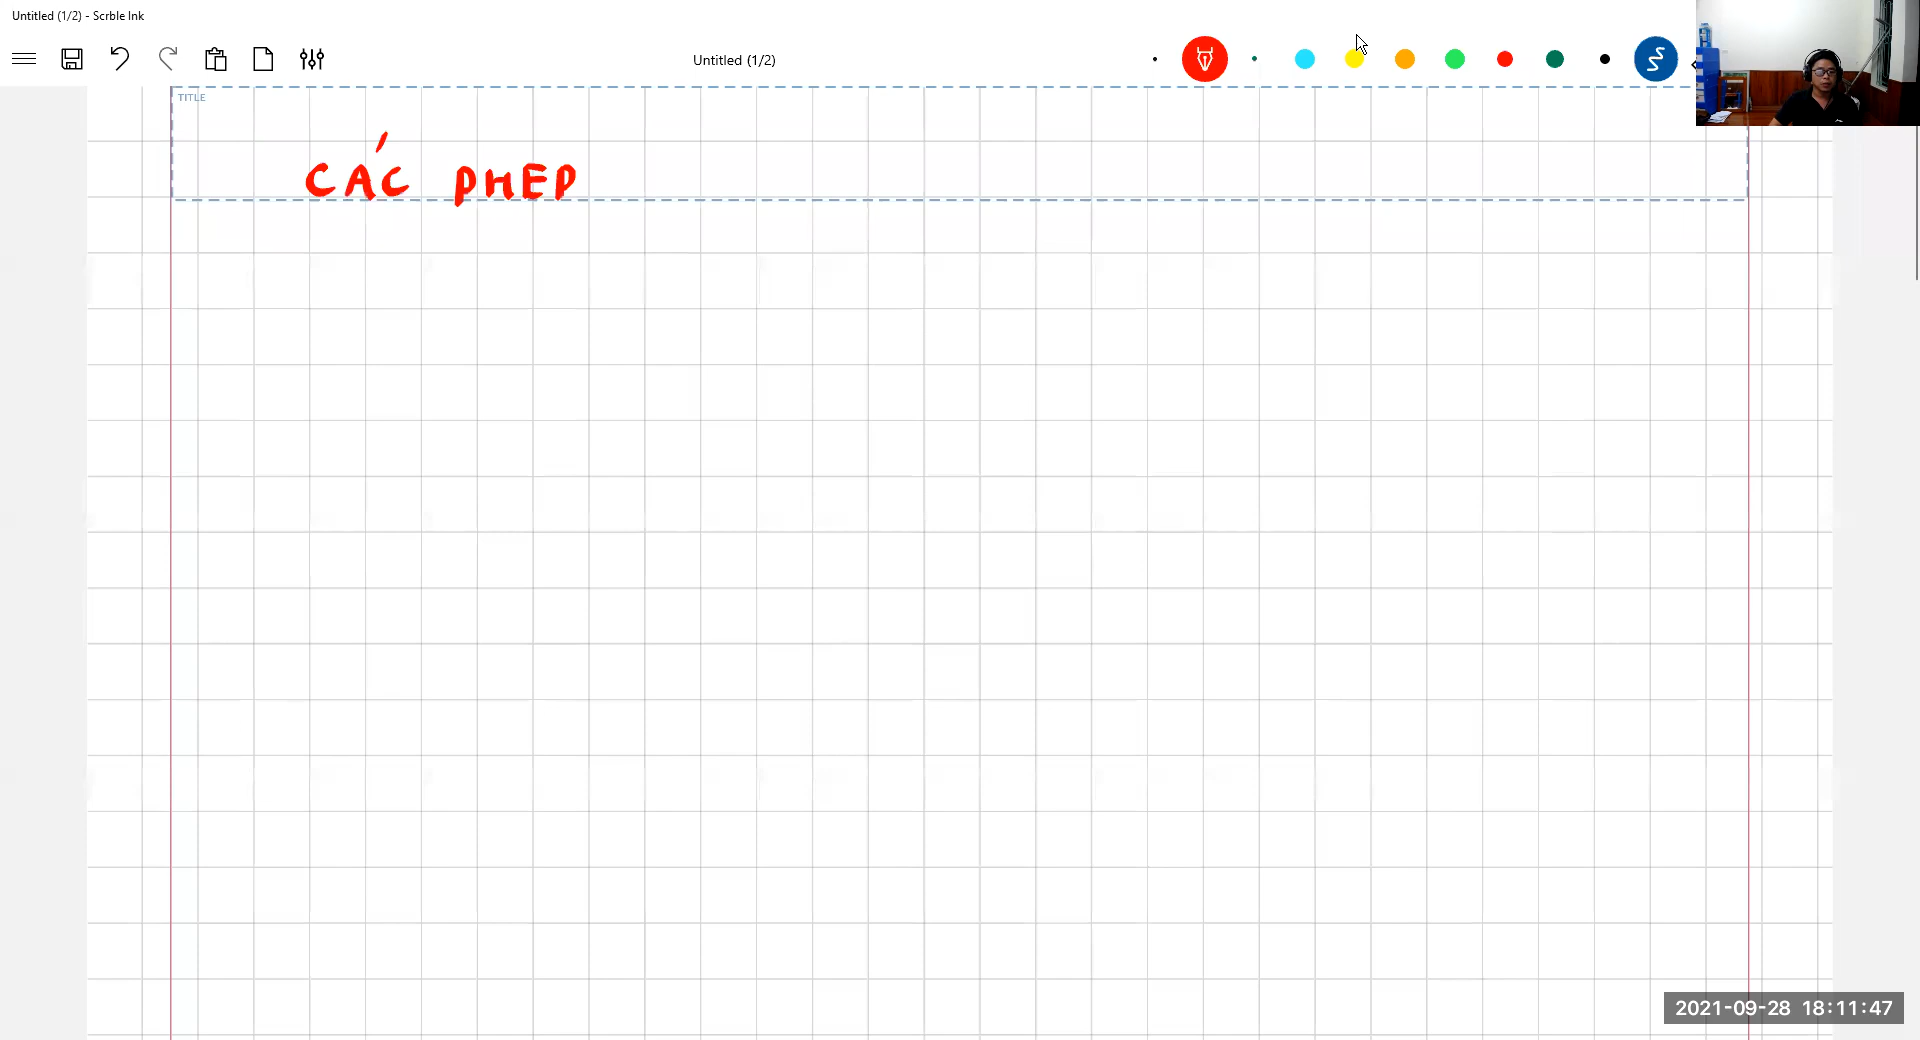 Untitled (1/2) - Scrble Ink
Untitled (1/2)
TITLE
CÁC PHEP
2021-09-28 18:11:47